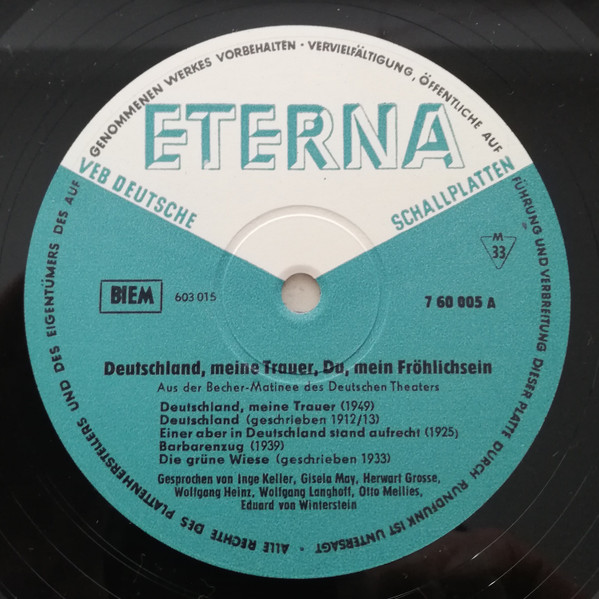 ALLE RECHTE DES PLATTENHERSTELLERS UND DES EIGENTÜMERS DES AUFGENOMMENEN WERKES VORBEHALTEN · VERVIELFÄLTIGUNG, ÖFFENTLICHE AUFFÜHRUNG UND VERBREITUNG DIESER PLATTE DURCH RUNDFUNK IST UNTERSAGT ·
ETERNA
VEB DEUTSCHE SCHALLPLATTEN
M
33
BIEM 603 015 7 60 005 A
Deutschland, meine Trauer, Du, mein Fröhlichsein
Aus der Becher-Matinee des Deutschen Theaters
Deutschland, meine Trauer (1949)
Deutschland (geschrieben 1912/13)
Einer aber in Deutschland stand aufrecht (1925)
Barbarenzug (1939)
Die grüne Wiese (geschrieben 1933)
Gesprochen von Inge Keller, Gisela May, Herwart Grosse,
Wolfgang Heinz, Wolfgang Langhoff, Otto Mellies,
Eduard von Winterstein